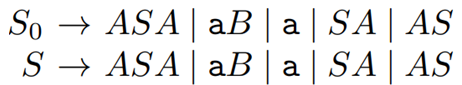 S₀ → ASA | aB | a | SA | AS
S → ASA | aB | a | SA | AS